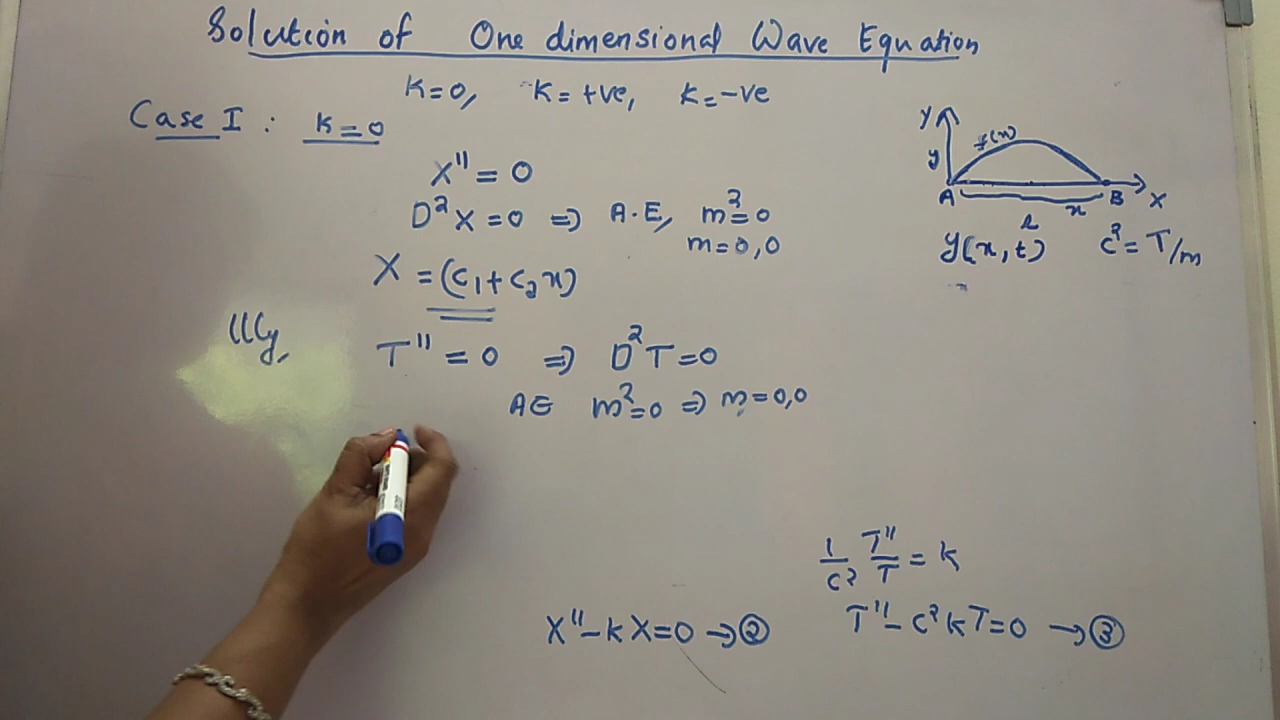 Solution of One dimensional Wave Equation
k=0, k=+ve, k=-ve
Case I : k=0
X''=0
D²X=0 ⇒ A.E, m²=0
m=0,0
X=(c₁+c₂x)
llly,
T''=0 ⇒ D²T=0
AE m²=0 ⇒ m=0,0
Y
f(x)
y
A B X
x
l
y(x,t) c²=T/m
1/c² T''/T = k
X''-kX=0 →②
T''-c²kT=0 →③